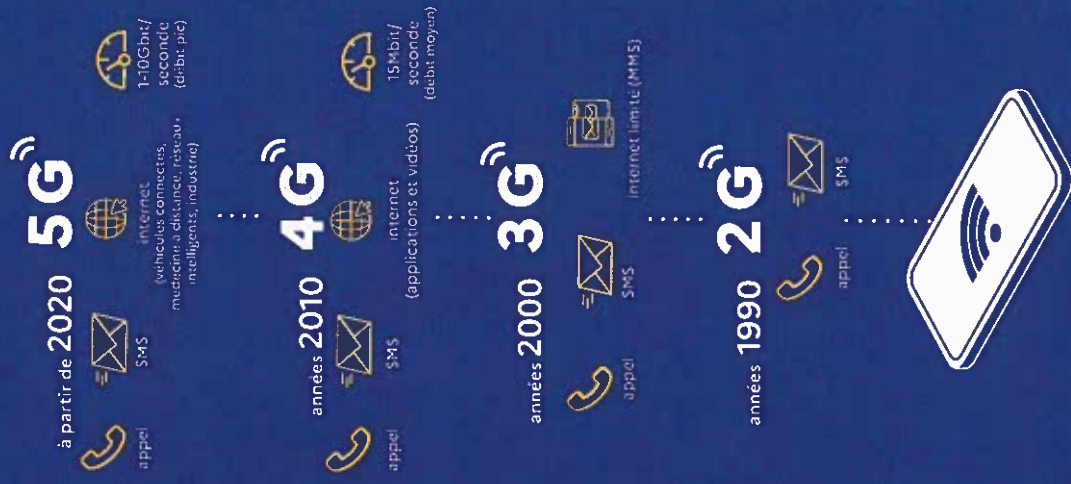 à partir de 2020 5G
appel
SMS
internet
(véhicules connectés,
médecine à distance, réseau,
intelligents, industrie)
1-10Gbit/
seconde
(débit pic)
années 2010 4G
appel
SMS
internet
(applications et vidéos)
15Mbit/
seconde
(débit moyen)
années 2000 3G
appel
SMS
internet limité (MMS)
années 1990 2G
appel
SMS